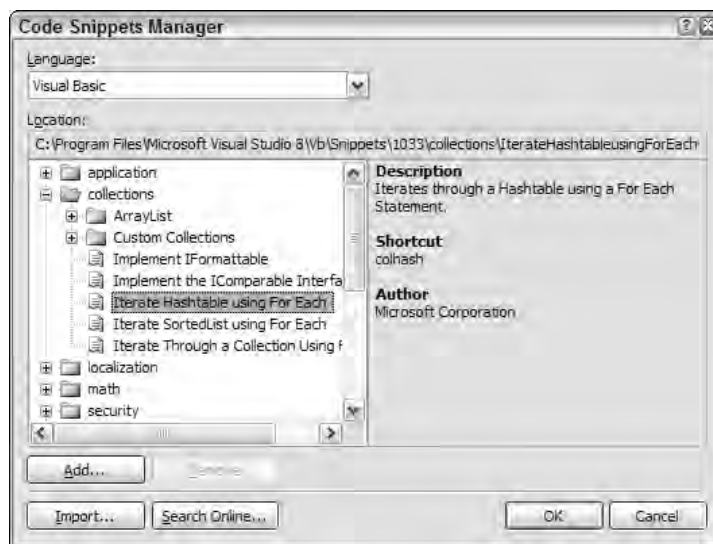 Code Snippets Manager
Language:
Visual Basic
Location:
C:\Program Files\Microsoft Visual Studio 8\Vb\Snippets\1033\collections\IterateHashtableusingForEach
application
collections
ArrayList
Custom Collections
Implement IFormattable
Implement the IComparable Interfa
Iterate Hashtable using For Each
Iterate SortedList using For Each
Iterate Through a Collection Using F
localization
math
security
Description
Iterates through a Hashtable using a For Each
Statement.
Shortcut
colhash
Author
Microsoft Corporation
Add...
Remove
Import...
Search Online...
OK
Cancel